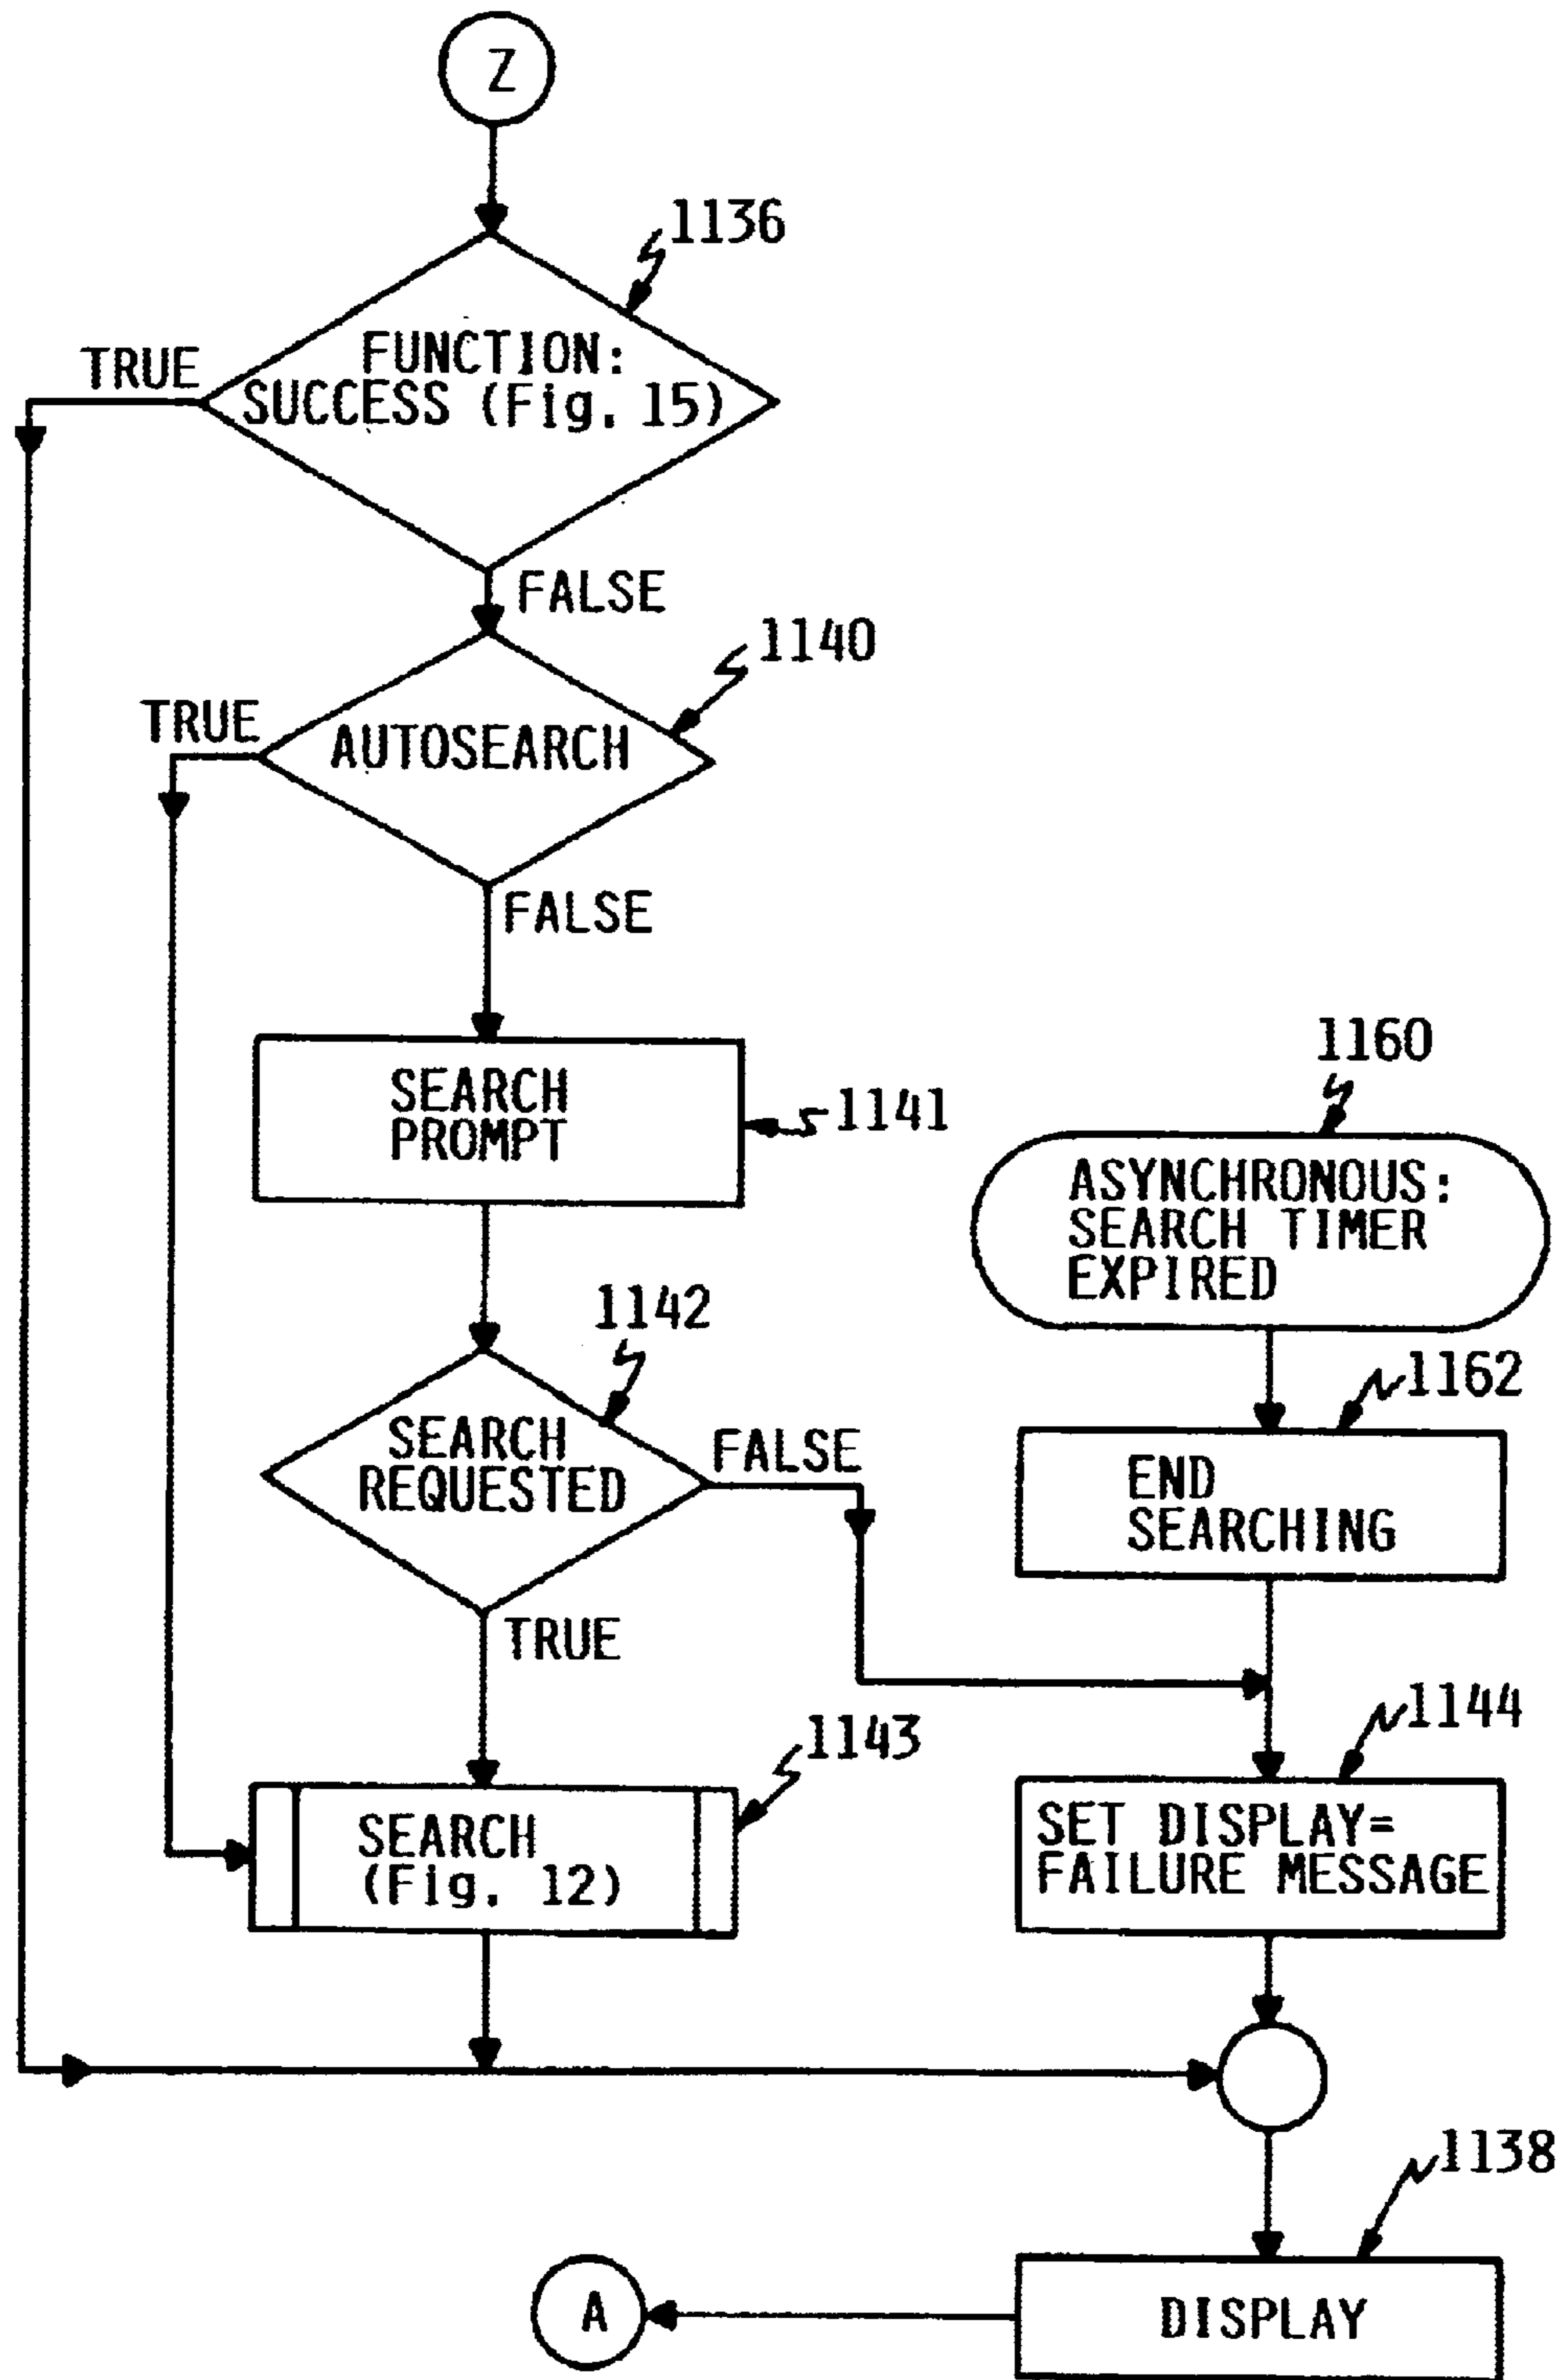 Z
1136
FUNCTION:
SUCCESS (Fig. 15)
TRUE
FALSE
1140
AUTOSEARCH
TRUE
FALSE
SEARCH
PROMPT
1141
1160
ASYNCHRONOUS:
SEARCH TIMER
EXPIRED
1142
SEARCH
REQUESTED
FALSE
TRUE
1162
END
SEARCHING
1143
SEARCH
(Fig. 12)
1144
SET DISPLAY=
FAILURE MESSAGE
1138
DISPLAY
A